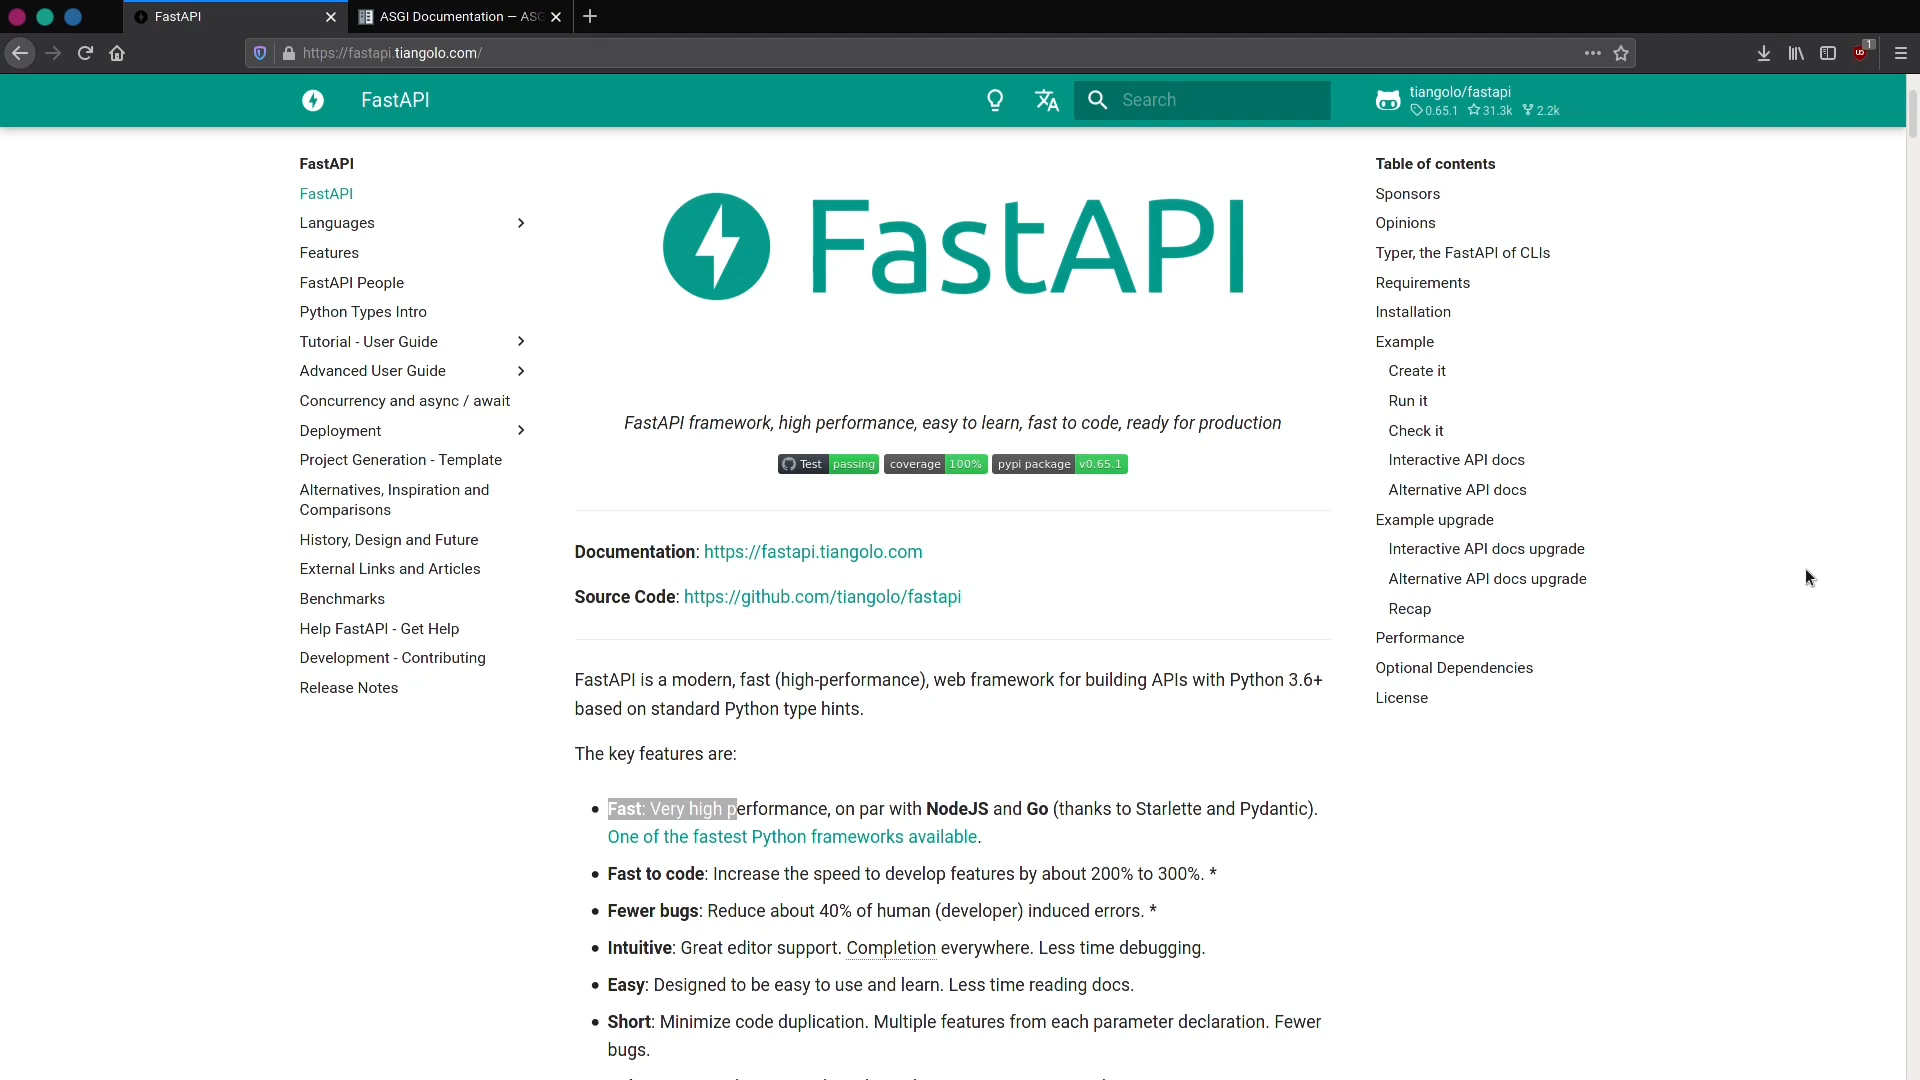 FastAPI
ASGI Documentation — ASG
https://fastapi.tiangolo.com/
1
FastAPI
Search
tiangolo/fastapi
0.65.1 31.3k 2.2k
FastAPI
FastAPI
Languages
Features
FastAPI People
Python Types Intro
Tutorial - User Guide
Advanced User Guide
Concurrency and async / await
Deployment
Project Generation - Template
Alternatives, Inspiration and
Comparisons
History, Design and Future
External Links and Articles
Benchmarks
Help FastAPI - Get Help
Development - Contributing
Release Notes
FastAPI
FastAPI framework, high performance, easy to learn, fast to code, ready for production
Test passing coverage 100% pypi package v0.65.1
Documentation: https://fastapi.tiangolo.com
Source Code: https://github.com/tiangolo/fastapi
FastAPI is a modern, fast (high-performance), web framework for building APIs with Python 3.6+
based on standard Python type hints.
The key features are:
Fast: Very high performance, on par with NodeJS and Go (thanks to Starlette and Pydantic).
One of the fastest Python frameworks available.
Fast to code: Increase the speed to develop features by about 200% to 300%. *
Fewer bugs: Reduce about 40% of human (developer) induced errors. *
Intuitive: Great editor support. Completion everywhere. Less time debugging.
Easy: Designed to be easy to use and learn. Less time reading docs.
Short: Minimize code duplication. Multiple features from each parameter declaration. Fewer
bugs.
Table of contents
Sponsors
Opinions
Typer, the FastAPI of CLIs
Requirements
Installation
Example
Create it
Run it
Check it
Interactive API docs
Alternative API docs
Example upgrade
Interactive API docs upgrade
Alternative API docs upgrade
Recap
Performance
Optional Dependencies
License